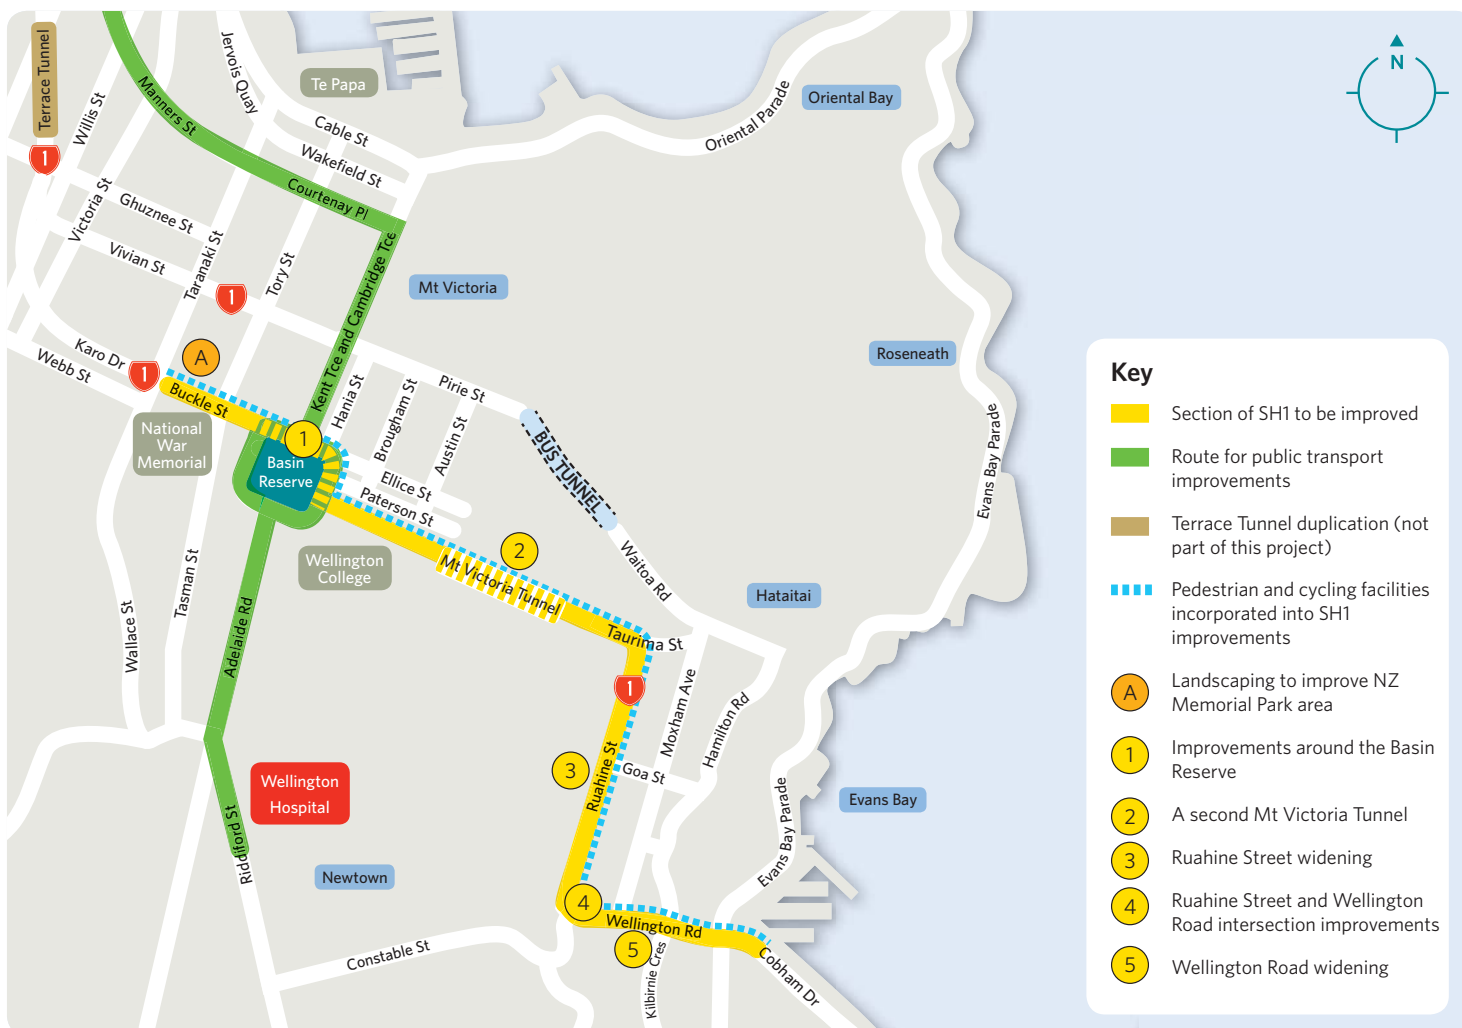 Terrace Tunnel
1
Willis St
Manners St
Jervois Quay
Te Papa
Cable St
Wakefield St
Courtenay Pl
Oriental Parade
Oriental Bay
N
Victoria St
Ghuznee St
Vivian St
Taranaki St
Tory St
1
Kent Tce and Cambridge Tce
Mt Victoria
Roseneath
Karo Dr
Webb St
1
A
Buckle St
National
War
Memorial
1
Basin
Reserve
Hania St
Brougham St
Austin St
Pirie St
Ellice St
Paterson St
BUS TUNNEL
Evans Bay Parade
Wellington
College
2
Mt Victoria Tunnel
Waitoa Rd
Hataitai
Taurima St
Wallace St
Tasman St
Adelaide Rd
1
Moxham Ave
Hamilton Rd
3
Ruahine St
Goa St
Wellington
Hospital
Riddiford St
Newtown
Evans Bay
Evans Bay Parade
4
Wellington Rd
5
Kilbirnie Cres
Cobham Dr
Constable St
Key
Section of SH1 to be improved
Route for public transport
improvements
Terrace Tunnel duplication (not
part of this project)
Pedestrian and cycling facilities
incorporated into SH1
improvements
A
Landscaping to improve NZ
Memorial Park area
1
Improvements around the Basin
Reserve
2
A second Mt Victoria Tunnel
3
Ruahine Street widening
4
Ruahine Street and Wellington
Road intersection improvements
5
Wellington Road widening